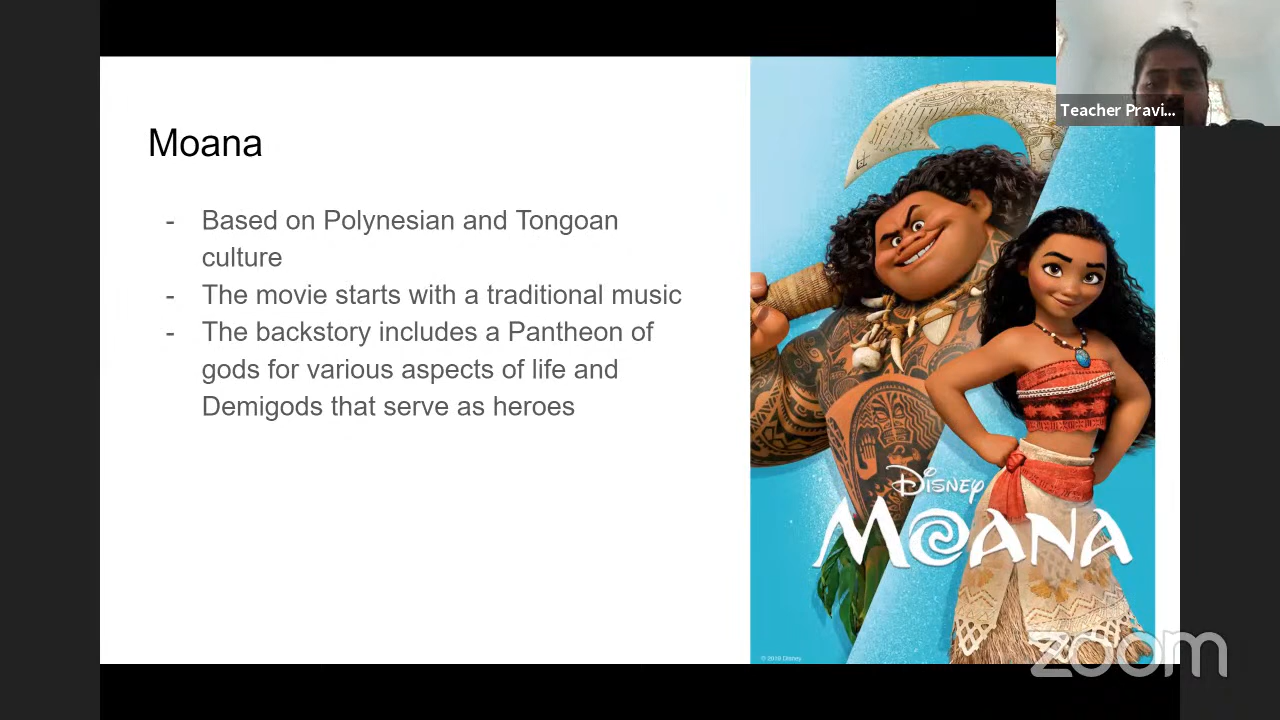 Teacher Pravi...
Moana
- Based on Polynesian and Tongoan
culture
- The movie starts with a traditional music
- The backstory includes a Pantheon of
gods for various aspects of life and
Demigods that serve as heroes
Disney
MOANA
zoom